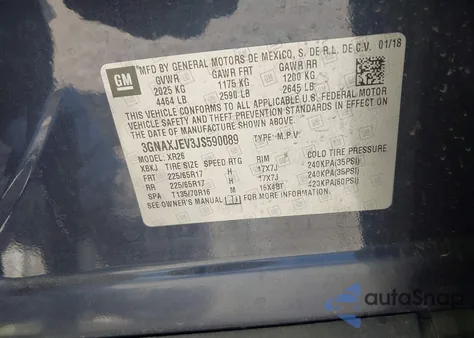 GM
MFD BY GENERAL MOTORS DE MEXICO, S. DE R.L. DE C.V. 01/18
GVWR GAWR FRT GAWR RR
2025 KG 1175 KG 1200 KG
4464 LB 2590 LB 2645 LB
THIS VEHICLE CONFORMS TO ALL APPLICABLE U.S. FEDERAL MOTOR
VEHICLE SAFETY, BUMPER, AND THEFT PREVENTION STANDARDS IN
EFFECT ON THE DATE OF MANUFACTURE SHOWN ABOVE.
3GNAXJEV3JS590089 TYPE: M.P.V.
MODEL: XR26
XBKJ TIRE SIZE SPEED RTG RIM COLD TIRE PRESSURE
FRT 225/65R17 H 17X7J 240KPA(35PSI)
RR 225/65R17 H 17X7J 240KPA(35PSI)
SPA T135/70R16 M 16X4BT 420KPA(60PSI)
SEE OWNER'S MANUAL FOR MORE INFORMATION.
autoSnap